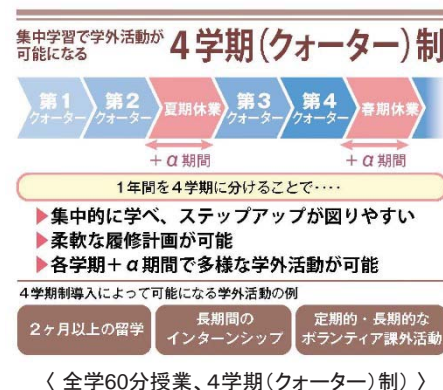 集中学習で学外活動が
可能になる
4学期(クォーター)制
第1
クォーター
第2
クォーター
夏期休業
第3
クォーター
第4
クォーター
春期休業
+α期間
+α期間
1年間を4学期に分けることで‥‥
▶集中的に学べ、ステップアップが図りやすい
▶柔軟な履修計画が可能
▶各学期+α期間で多様な学外活動が可能
4学期制導入によって可能になる学外活動の例
2ヶ月以上の留学
長期間の
インターンシップ
定期的・長期的な
ボランティア課外活動
〈 全学60分授業、4学期(クォーター)制 〉